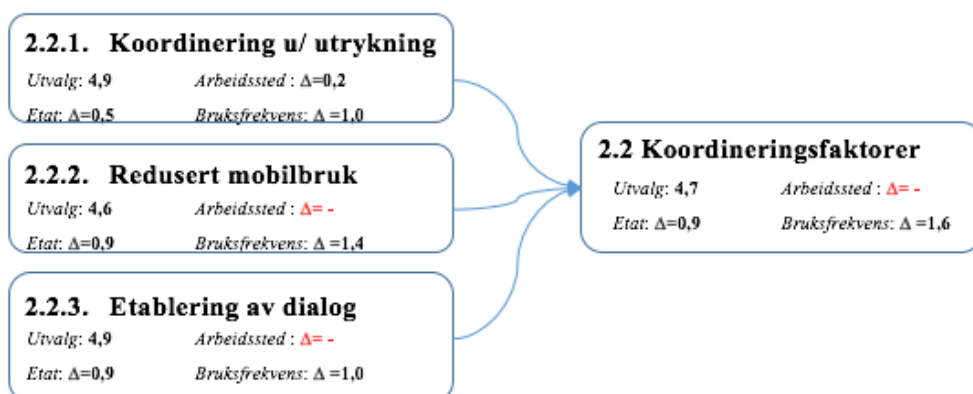 2.2.1. Koordinering u/ utrykning
Utvalg: 4,9 Arbeidssted : Δ=0,2
Etat: Δ=0,5 Bruksfrekvens: Δ =1,0
2.2.2. Redusert mobilbruk
Utvalg: 4,6 Arbeidssted : Δ= -
Etat: Δ=0,9 Bruksfrekvens: Δ =1,4
2.2.3. Etablering av dialog
Utvalg: 4,9 Arbeidssted : Δ= -
Etat: Δ=0,9 Bruksfrekvens: Δ =1,0
2.2 Koordineringsfaktorer
Utvalg: 4,7 Arbeidssted : Δ= -
Etat: Δ=0,9 Bruksfrekvens: Δ =1,6